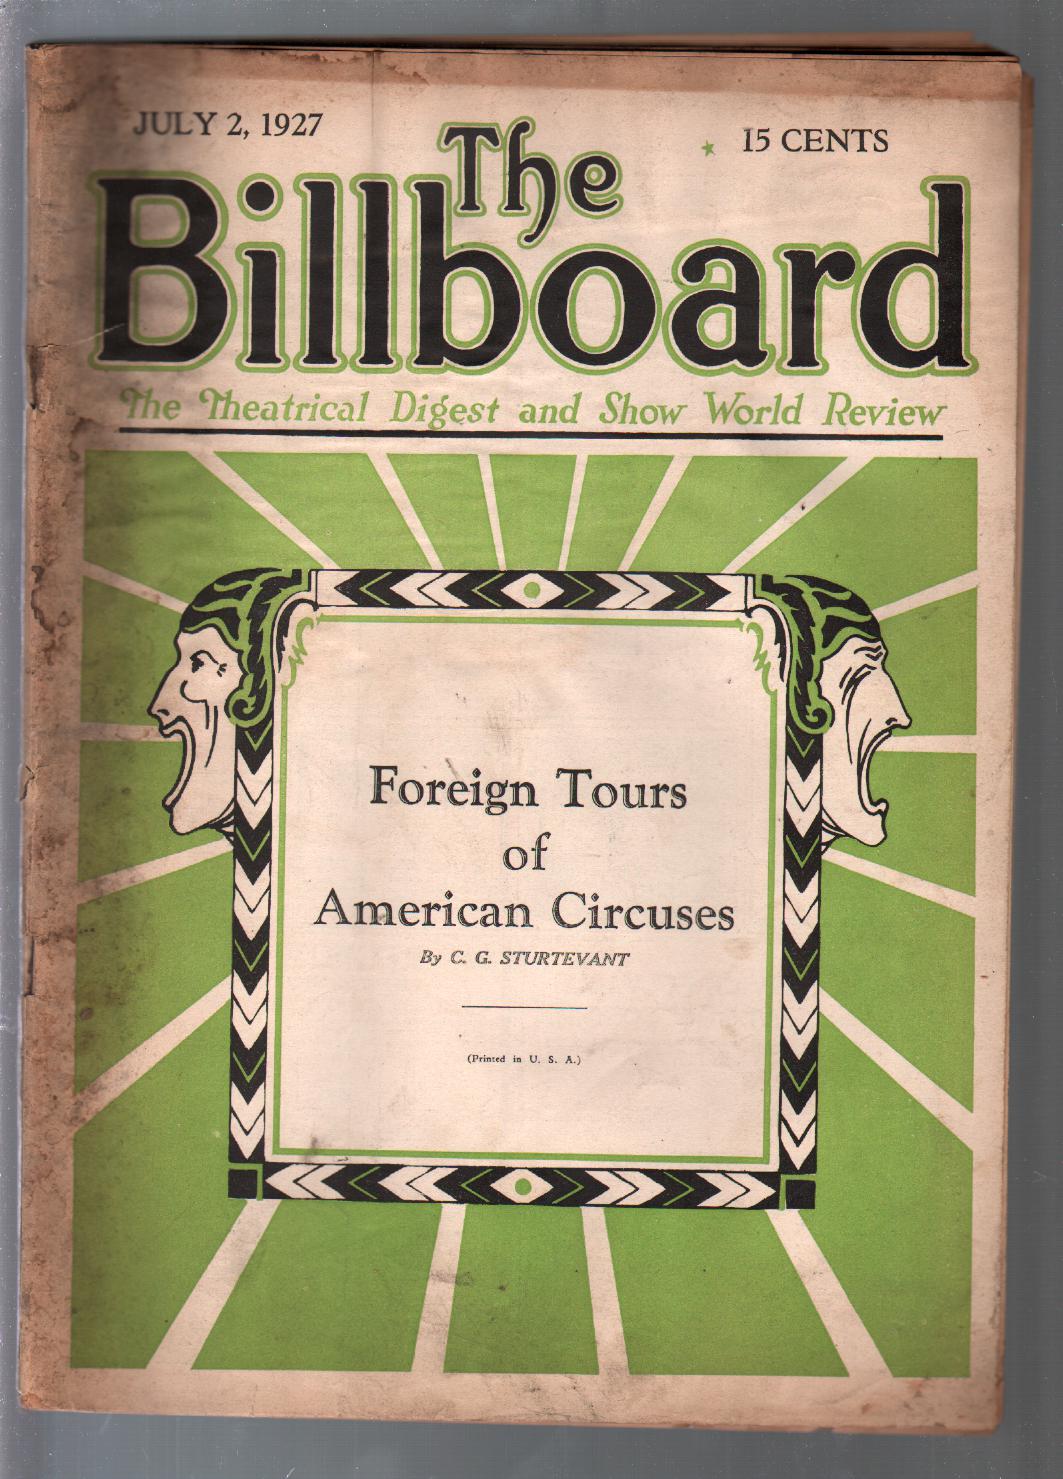 JULY 2, 1927
15 CENTS
The
Billboard
The Theatrical Digest and Show World Review
Foreign Tours
of
American Circuses
By C. G. STURTEVANT
(Printed in U. S. A.)